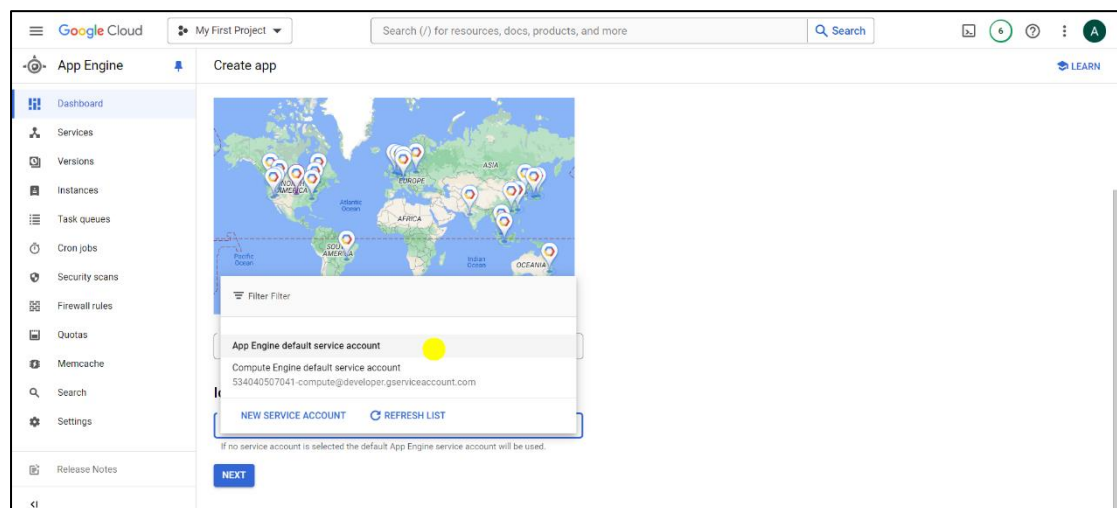 Google Cloud
My First Project
Search (/) for resources, docs, products, and more
Search
6
A
App Engine
Create app
LEARN
Dashboard
Services
Versions
Instances
Task queues
Cron jobs
Security scans
Firewall rules
Quotas
Memcache
Search
Settings
Release Notes
NORTH
AMERICA
Atlantic
Ocean
EUROPE
ASIA
AFRICA
Pacific
Ocean
SOUTH
AMERICA
Indian
Ocean
OCEANIA
Filter Filter
App Engine default service account
Compute Engine default service account
534040507041-compute@developer.gserviceaccount.com
NEW SERVICE ACCOUNT
REFRESH LIST
If no service account is selected the default App Engine service account will be used.
NEXT